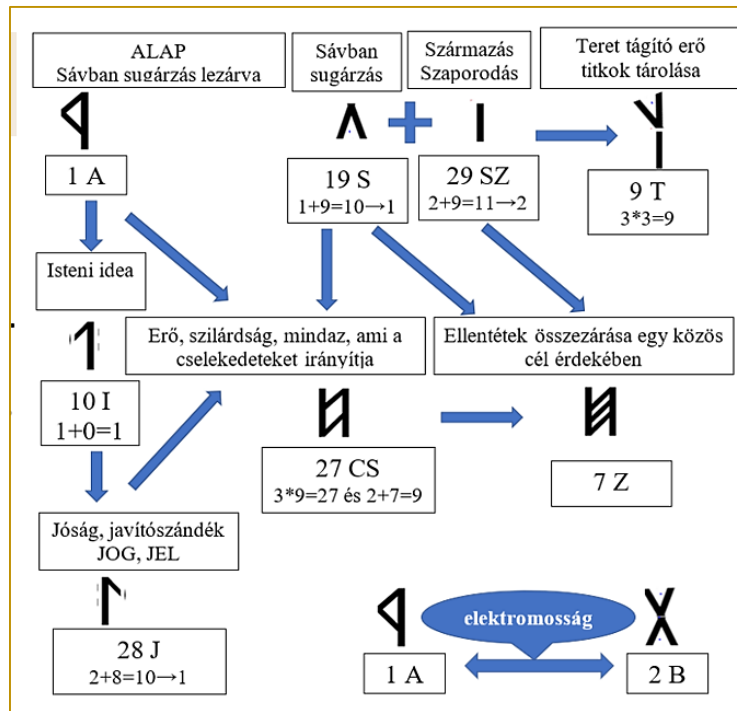 ALAP
Sávban sugárzás lezárva
Sávban
sugárzás
Származás
Szaporodás
Teret tágító erő
titkok tárolása
1 A
19 S
1+9=10→1
29 SZ
2+9=11→2
9 T
3*3=9
Isteni idea
Erő, szilárdság, mindaz, ami a
cselekedeteket irányítja
Ellentétek összezárása egy közös
cél érdekében
10 I
1+0=1
27 CS
3*9=27 és 2+7=9
7 Z
Jóság, javítószándék
JOG, JEL
28 J
2+8=10→1
elektromosság
1 A
2 B